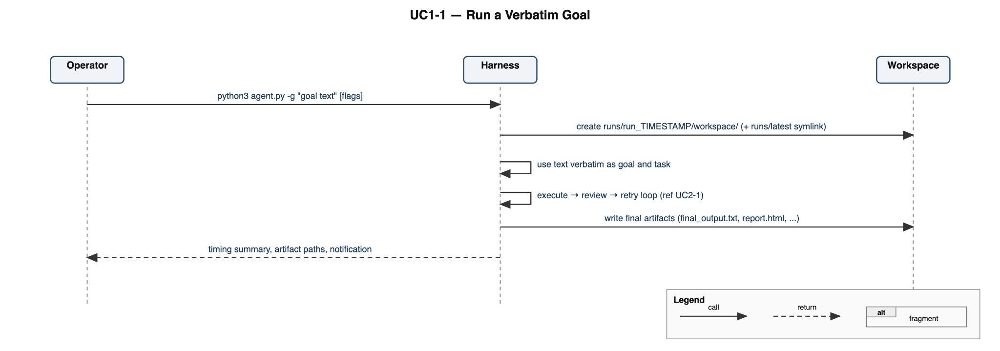 UC1-1 — Run a Verbatim Goal
Operator
Harness
Workspace
python3 agent.py -g "goal text" [flags]
create runs/run_TIMESTAMP/workspace/ (+ runs/latest symlink)
use text verbatim as goal and task
execute → review → retry loop (ref UC2-1)
write final artifacts (final_output.txt, report.html, ...)
timing summary, artifact paths, notification
Legend
call
return
alt
fragment